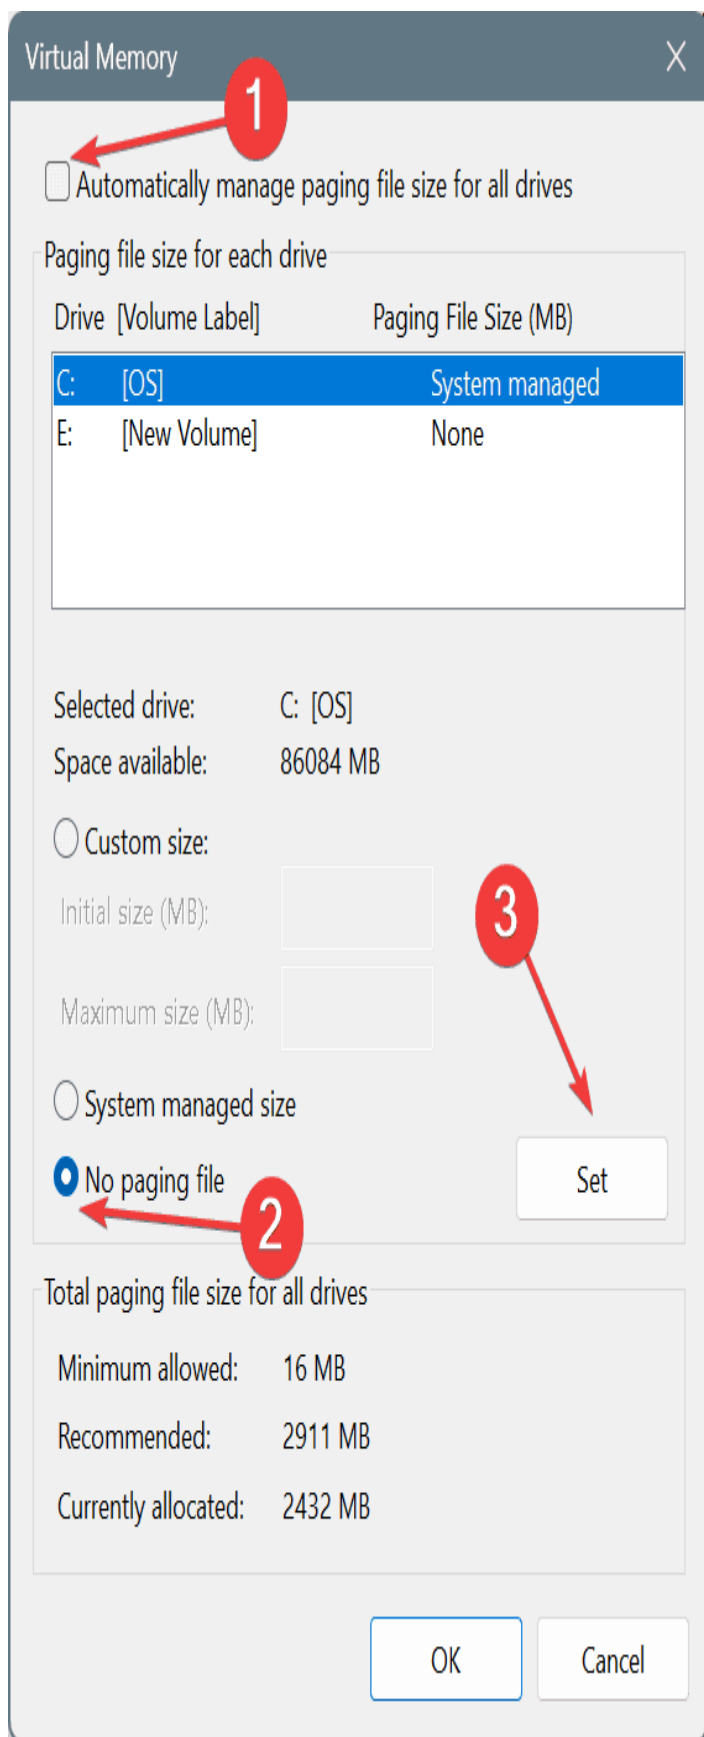 Virtual Memory X
1
Automatically manage paging file size for all drives
Paging file size for each drive
Drive [Volume Label] Paging File Size (MB)
C: [OS] System managed
E: [New Volume] None
Selected drive: C: [OS]
Space available: 86084 MB
Custom size:
Initial size (MB):
3
Maximum size (MB):
System managed size
No paging file
Set
2
Total paging file size for all drives
Minimum allowed: 16 MB
Recommended: 2911 MB
Currently allocated: 2432 MB
OK Cancel